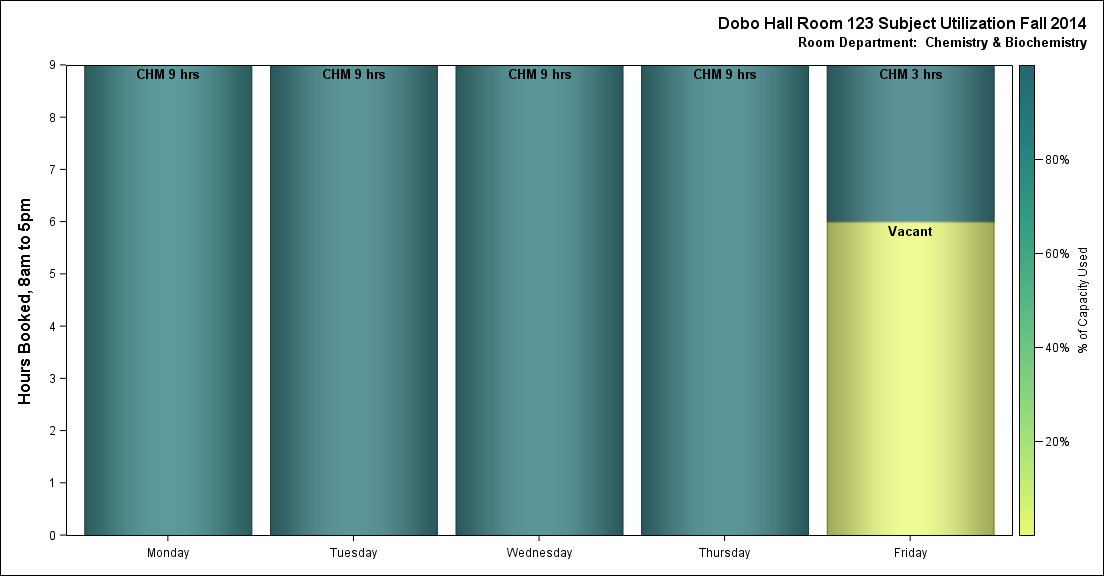 Dobo Hall Room 123 Subject Utilization Fall 2014
Room Department: Chemistry & Biochemistry
Hours Booked, 8am to 5pm
9
8
7
6
5
4
3
2
1
0
CHM 9 hrs
CHM 9 hrs
CHM 9 hrs
CHM 9 hrs
CHM 3 hrs
Vacant
Monday
Tuesday
Wednesday
Thursday
Friday
80%
60%
40%
20%
% of Capacity Used